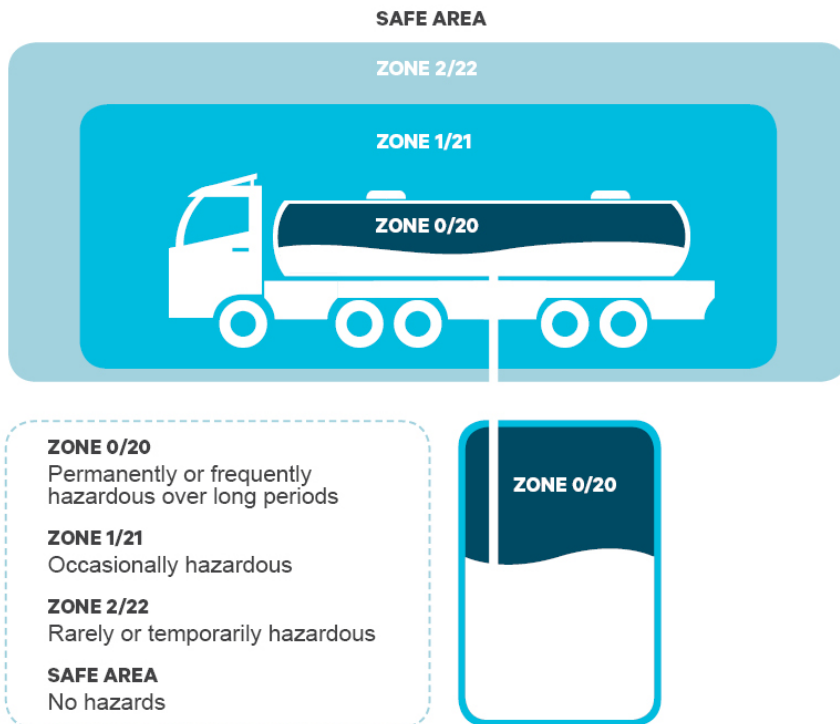 SAFE AREA
ZONE 2/22
ZONE 1/21
ZONE 0/20
ZONE 0/20
Permanently or frequently
hazardous over long periods
ZONE 1/21
Occasionally hazardous
ZONE 2/22
Rarely or temporarily hazardous
SAFE AREA
No hazards
ZONE 0/20